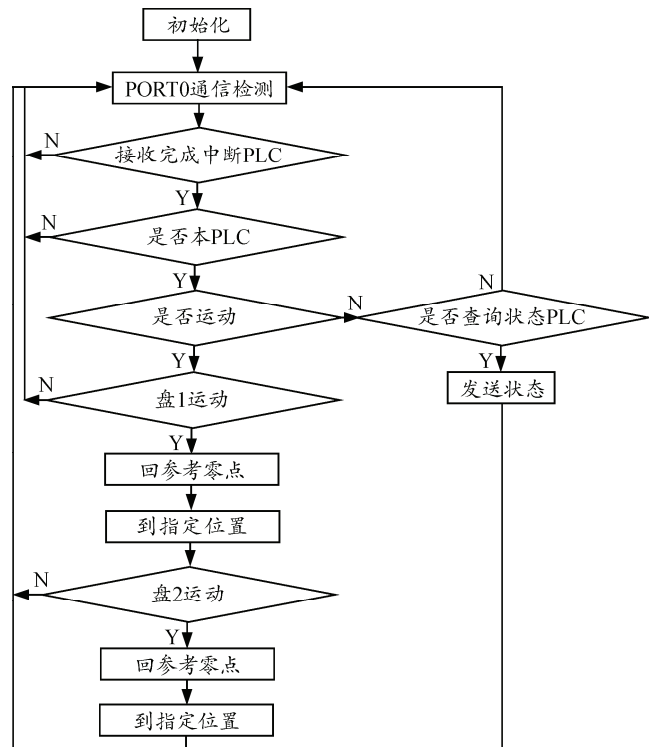 初始化
PORT0通信检测
N
接收完成中断PLC
Y
N
是否本PLC
Y
N
是否运动
N
是否查询状态PLC
Y
Y
N
盘1运动
发送状态
Y
回参考零点
到指定位置
N
盘2运动
Y
回参考零点
到指定位置